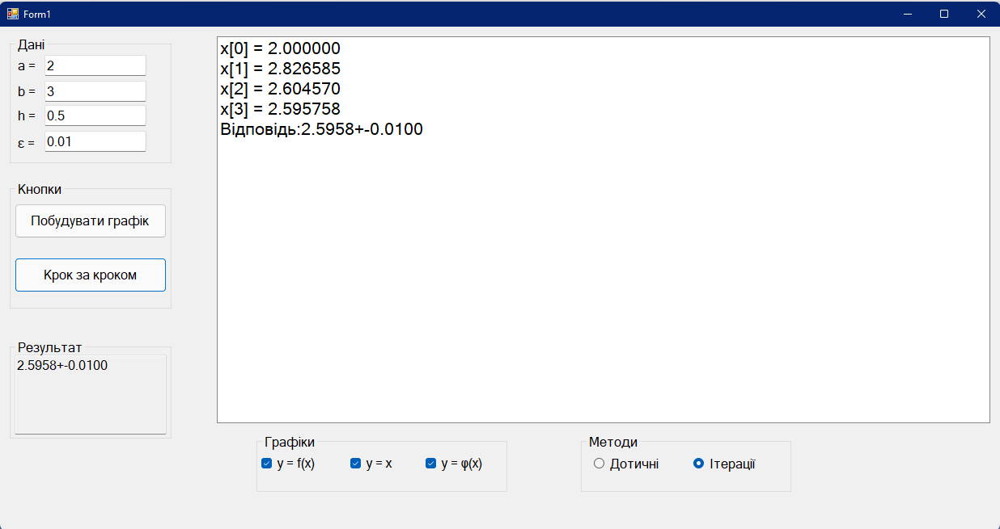 Form1
Дані
a =
2
b =
3
h =
0.5
ε =
0.01
Кнопки
Побудувати графік
Крок за кроком
Результат
2.5958+-0.0100
x[0] = 2.000000
x[1] = 2.826585
x[2] = 2.604570
x[3] = 2.595758
Відповідь:2.5958+-0.0100
Графіки
y = f(x)
y = x
y = φ(x)
Методи
Дотичні
Ітерації